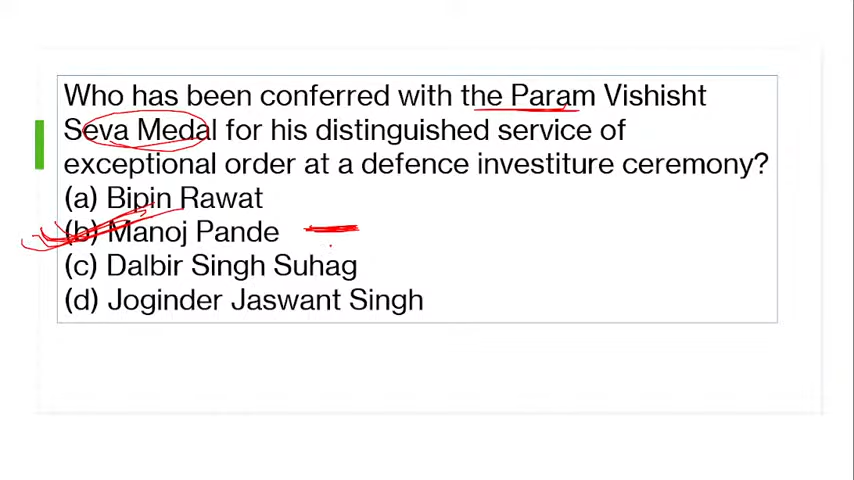 Who has been conferred with the Param Vishisht
Seva Medal for his distinguished service of
exceptional order at a defence investiture ceremony?
(a) Bipin Rawat
(b) Manoj Pande
(c) Dalbir Singh Suhag
(d) Joginder Jaswant Singh